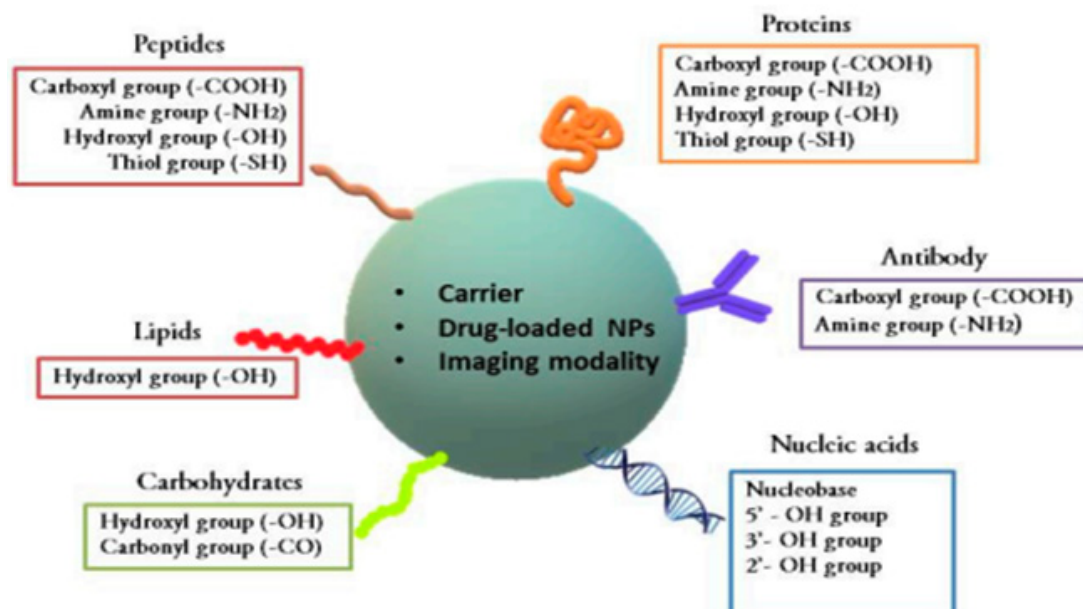 Peptides
Carboxyl group (-COOH)
Amine group (-NH₂)
Hydroxyl group (-OH)
Thiol group (-SH)
Proteins
Carboxyl group (-COOH)
Amine group (-NH₂)
Hydroxyl group (-OH)
Thiol group (-SH)
Antibody
Carboxyl group (-COOH)
Amine group (-NH₂)
• Carrier
• Drug-loaded NPs
• Imaging modality
Lipids
Hydroxyl group (-OH)
Carbohydrates
Hydroxyl group (-OH)
Carbonyl group (-CO)
Nucleic acids
Nucleobase
5' - OH group
3'- OH group
2'- OH group